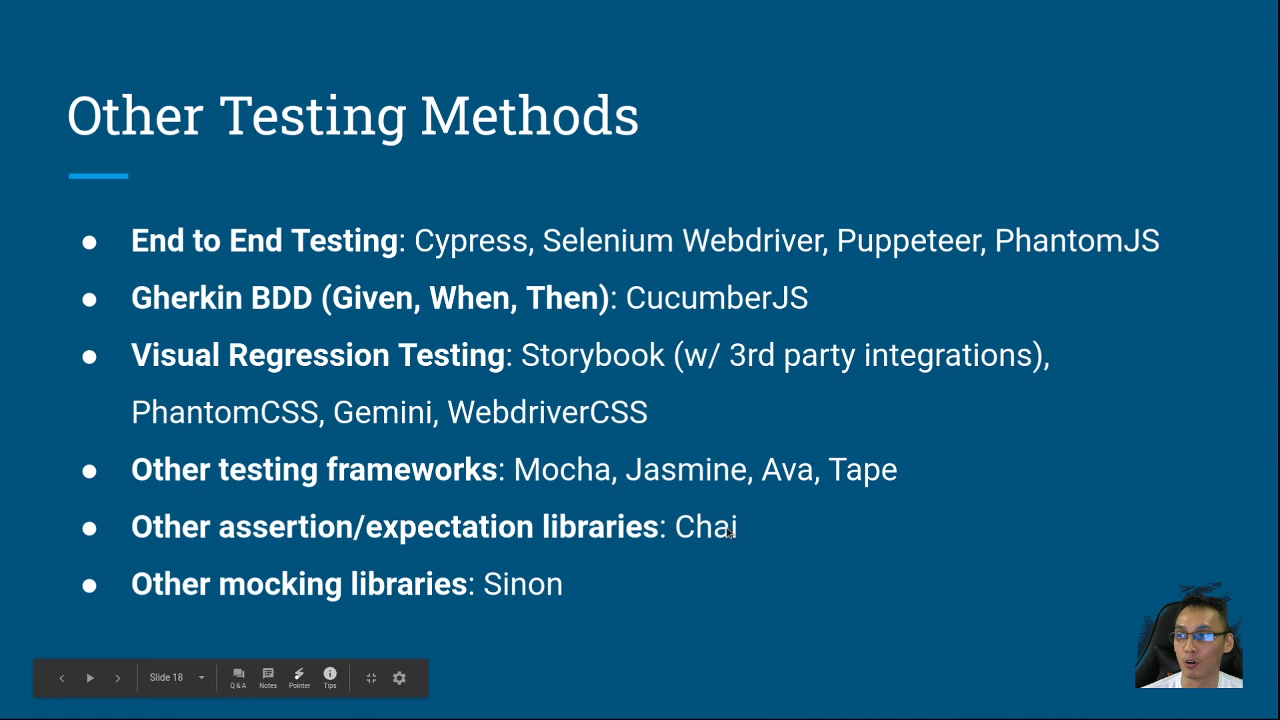 Other Testing Methods
● End to End Testing: Cypress, Selenium Webdriver, Puppeteer, PhantomJS
● Gherkin BDD (Given, When, Then): CucumberJS
● Visual Regression Testing: Storybook (w/ 3rd party integrations),
PhantomCSS, Gemini, WebdriverCSS
● Other testing frameworks: Mocha, Jasmine, Ava, Tape
● Other assertion/expectation libraries: Chai
● Other mocking libraries: Sinon
Slide 18
Q&A Notes Pointer Tips